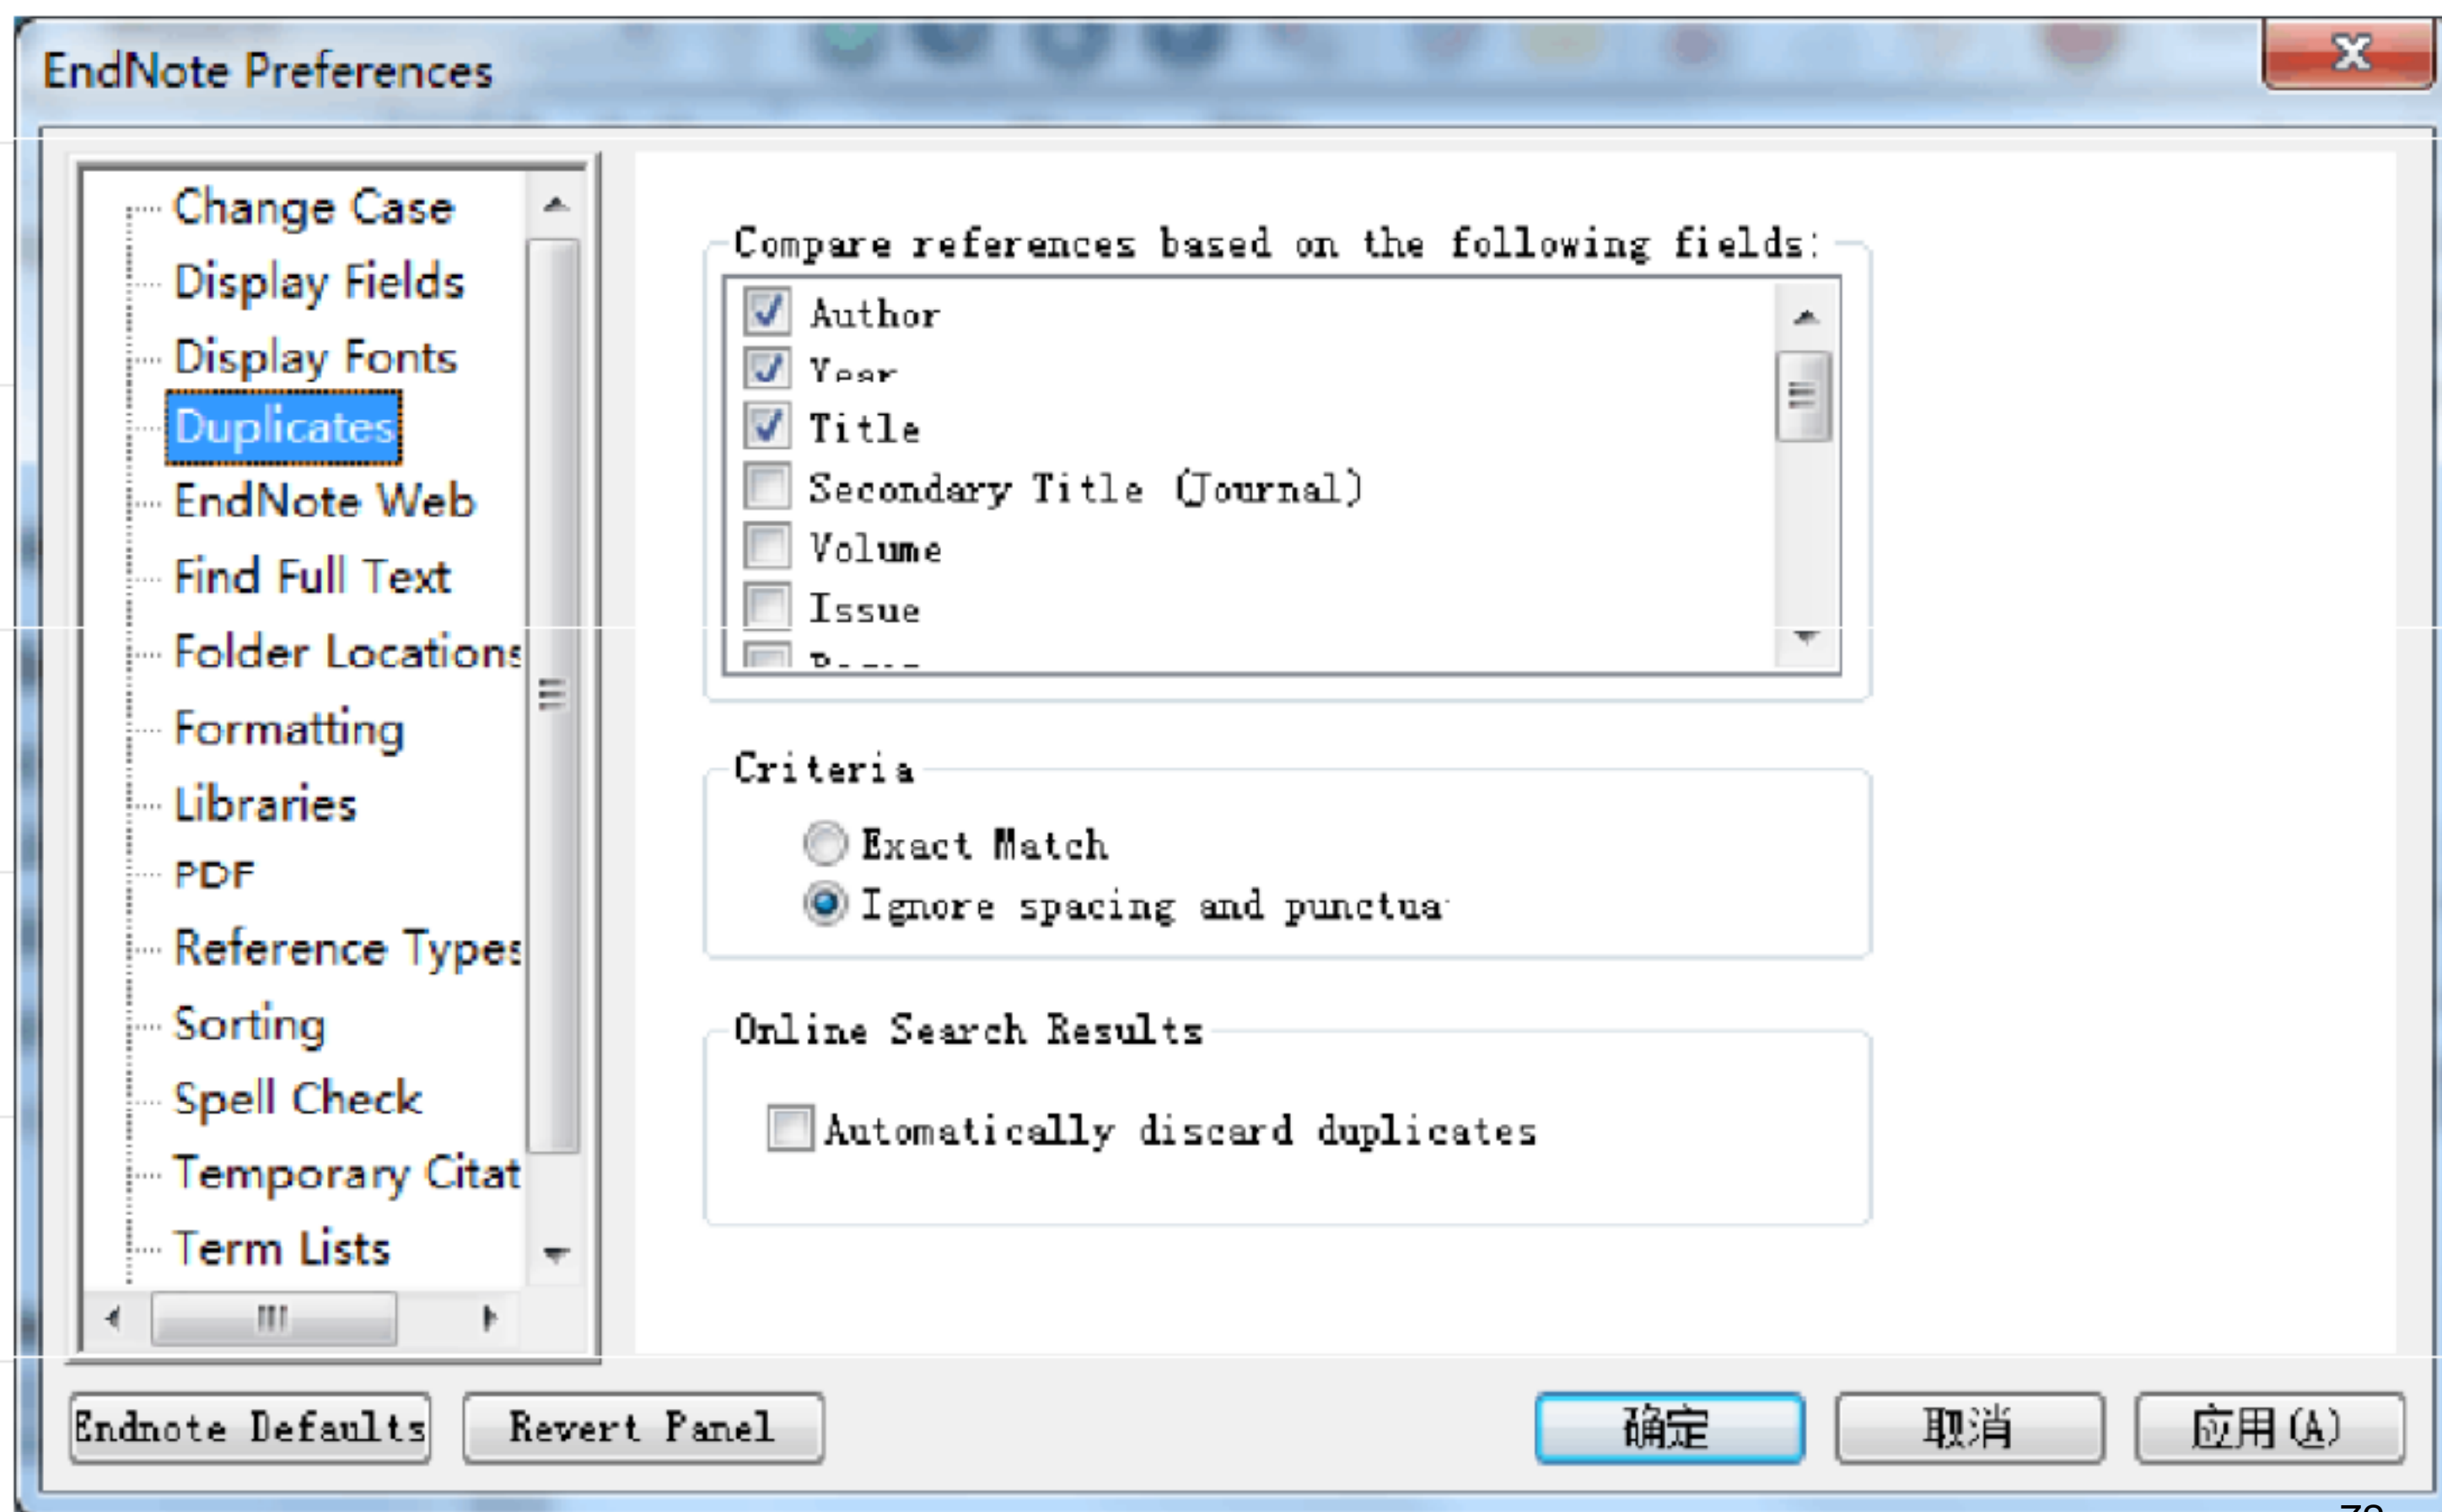 EndNote Preferences
Change Case
Display Fields
Display Fonts
Duplicates
EndNote Web
Find Full Text
Folder Locations
Formatting
Libraries
PDF
Reference Types
Sorting
Spell Check
Temporary Citat
Term Lists
Compare references based on the following fields:
Author
Year
Title
Secondary Title (Journal)
Volume
Issue
Criteria
Exact Match
Ignore spacing and punctua
Online Search Results
Automatically discard duplicates
Endnote Defaults
Revert Panel
确定
取消
应用(A)